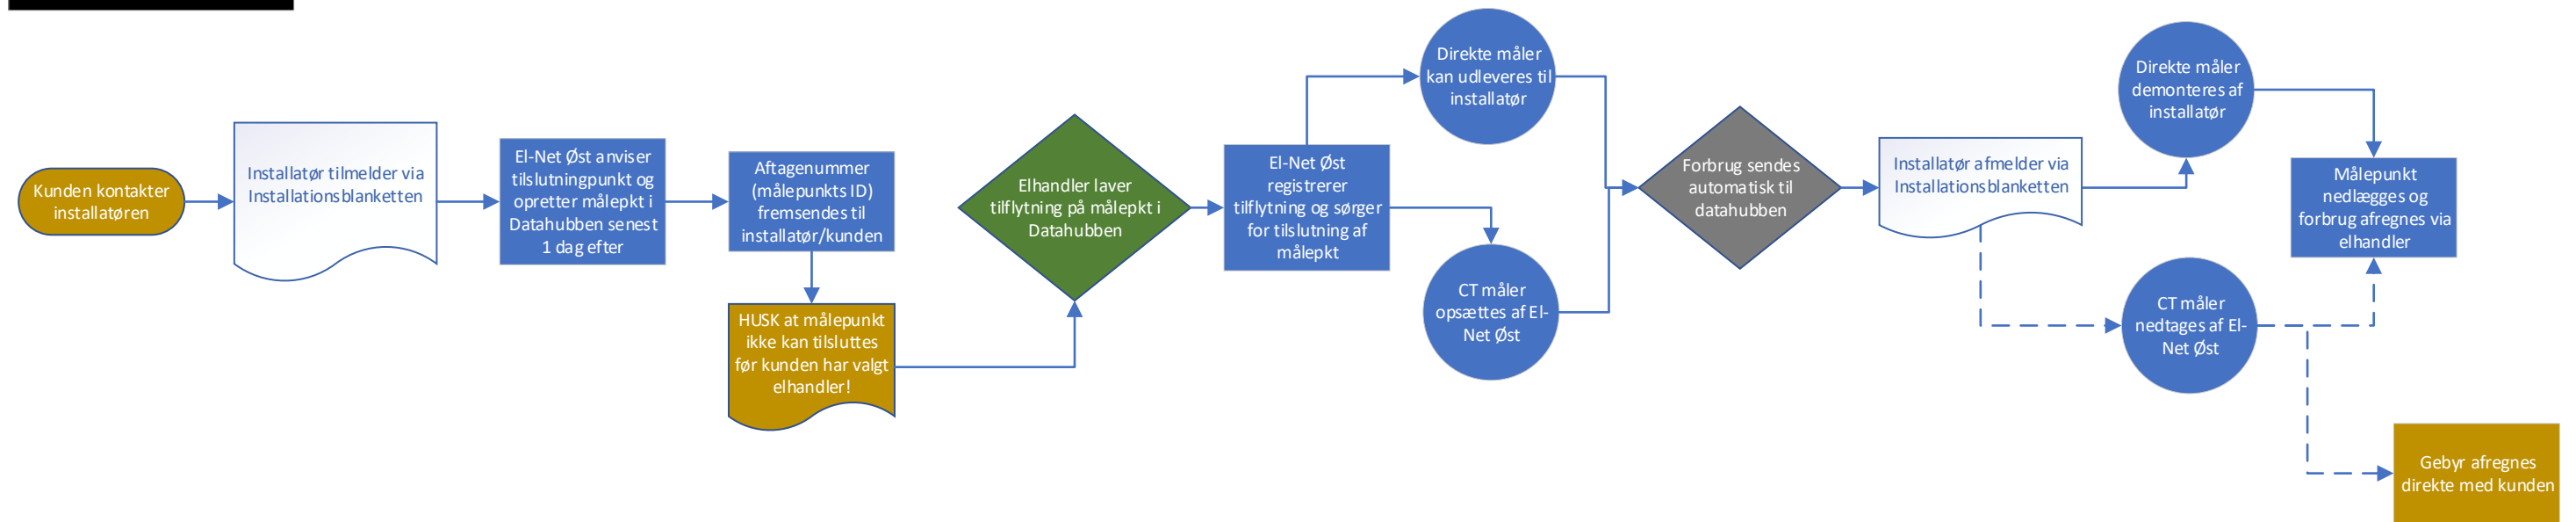 Kunden kontakter
installatøren
Installatør tilmelder via
Installationsblanketten
El-Net Øst anviser
tilslutningpunkt og
opretter målepkt i
Datahubben senest
1 dag efter
Aftagenummer
(målepunkts ID)
fremsendes til
installatør/kunden
HUSK at målepunkt
ikke kan tilsluttes
før kunden har valgt
elhandler!
Elhandler laver
tilflytning på målepkt i
Datahubben
El-Net Øst
registrerer
tilflytning og sørger
for tilslutning af
målepkt
Direkte måler
kan udleveres til
installatør
CT måler
opsættes af El-
Net Øst
Forbrug sendes
automatisk til
datahubben
Installatør afmelder via
Installationsblanketten
Direkte måler
demonteres af
installatør
CT måler
nedtages af El-
Net Øst
Målepunkt
nedlægges og
forbrug afregnes via
elhandler
Gebyr afregnes
direkte med kunden